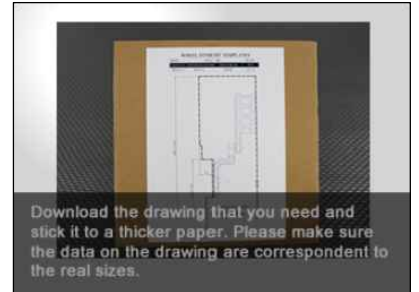 Download the drawing that you need and
stick it to a thicker paper. Please make sure
the data on the drawing are correspondent to
the real sizes.